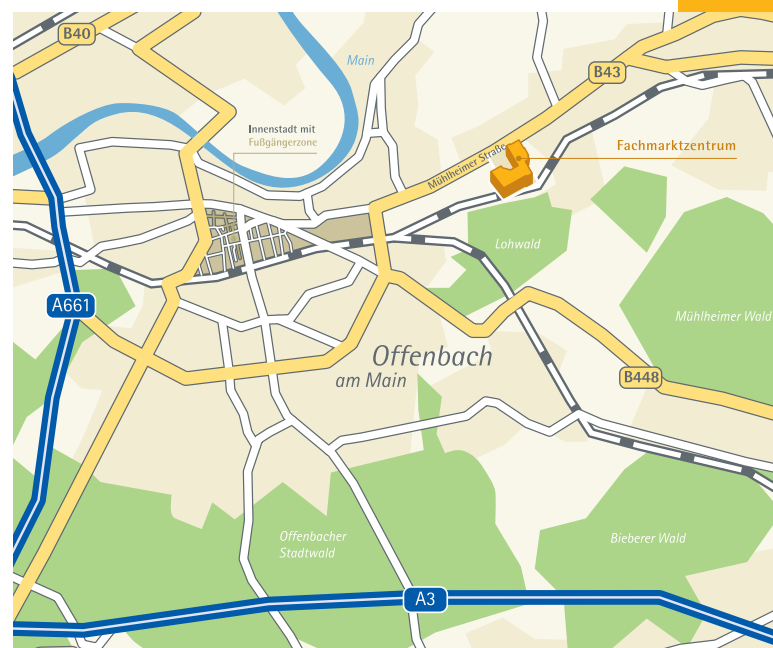 B40
Main
B43
Innenstadt mit
Fußgängerzone
Mühlheimer Straße
Fachmarktzentrum
Lohwald
A661
Mühlheimer Wald
Offenbach
am Main
B448
Offenbacher
Stadtwald
Bieberer Wald
A3